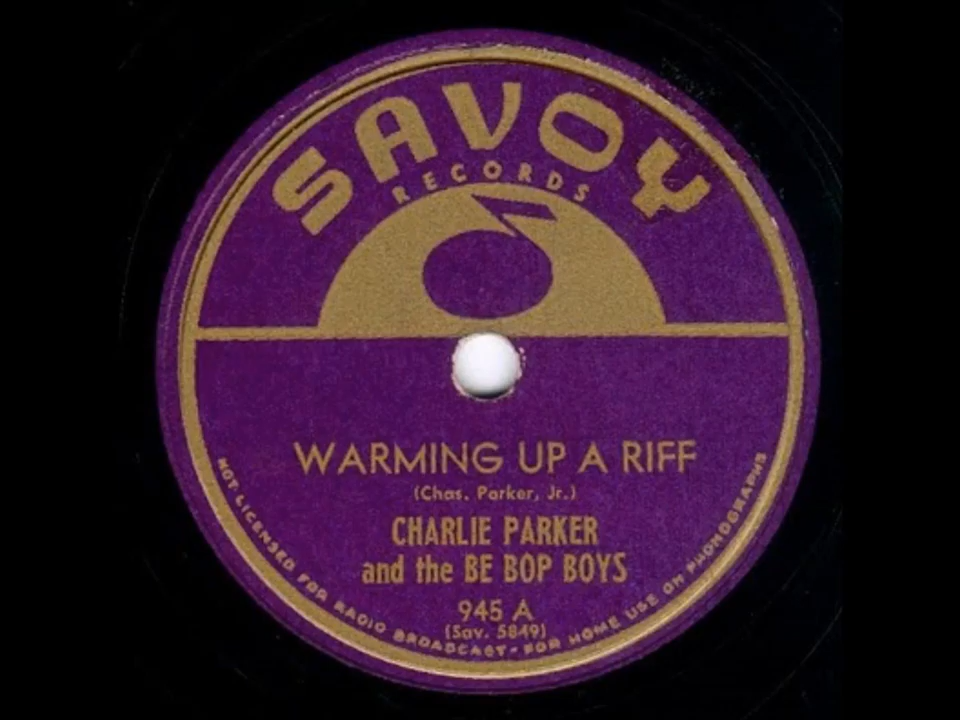 SAVOY
RECORDS
WARMING UP A RIFF
(Chas. Parker, Jr.)
CHARLIE PARKER
and the BE BOP BOYS
945 A
(Sav. 5849)
NOT LICENSED FOR RADIO BROADCAST - FOR HOME USE ON PHONOGRAPHS